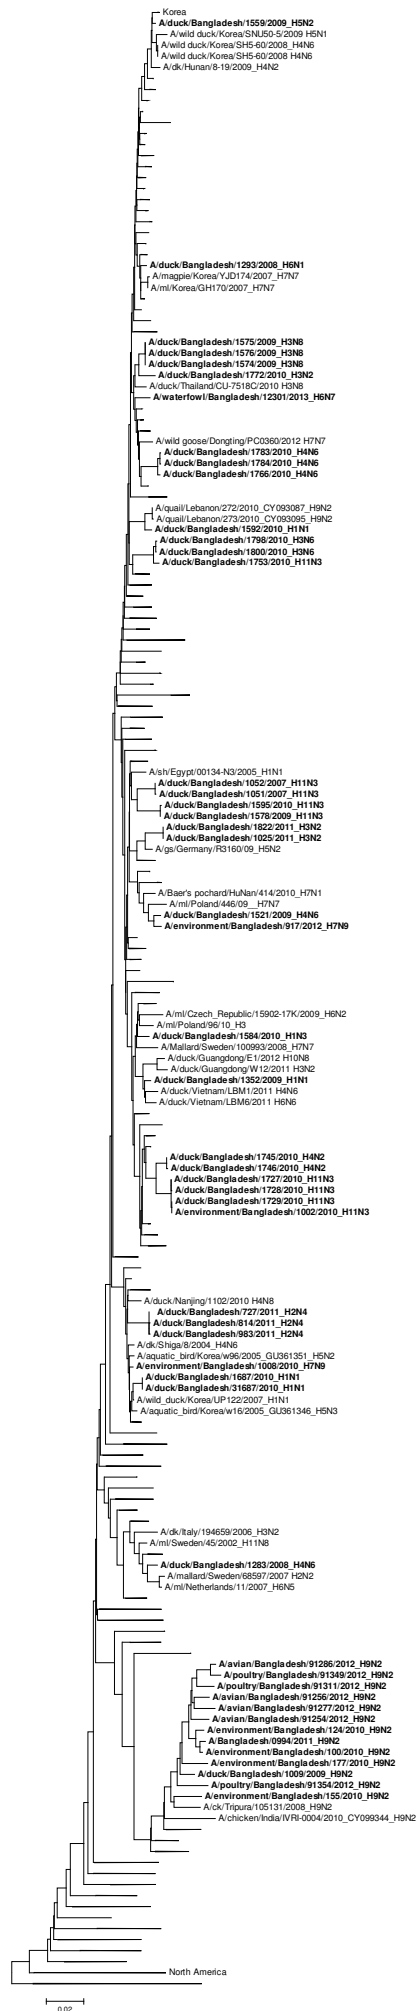 Korea
A/duck/Bangladesh/1559/2009_H5N2
A/wild duck/Korea/SNU50-5/2009 H5N1
A/wild duck/Korea/SH5-60/2008_H4N6
A/wild duck/Korea/SH5-60/2008 H4N6
A/dk/Hunan/8-19/2009_H4N2
A/duck/Bangladesh/1293/2008_H6N1
A/magpie/Korea/YJD174/2007_H7N7
A/ml/Korea/GH170/2007_H7N7
A/duck/Bangladesh/1575/2009_H3N8
A/duck/Bangladesh/1576/2009_H3N8
A/duck/Bangladesh/1574/2009_H3N8
A/duck/Bangladesh/1772/2010_H3N2
A/duck/Thailand/CU-7518C/2010 H3N8
A/waterfowl/Bangladesh/12301/2013_H6N7
A/wild goose/Dongting/PC0360/2012 H7N7
A/duck/Bangladesh/1783/2010_H4N6
A/duck/Bangladesh/1784/2010_H4N6
A/duck/Bangladesh/1766/2010_H4N6
A/quail/Lebanon/272/2010_CY093087_H9N2
A/quail/Lebanon/273/2010_CY093095_H9N2
A/duck/Bangladesh/1592/2010_H1N1
A/duck/Bangladesh/1798/2010_H3N6
A/duck/Bangladesh/1800/2010_H3N6
A/duck/Bangladesh/1753/2010_H11N3
A/sh/Egypt/00134-N3/2005_H1N1
A/duck/Bangladesh/1052/2007_H11N3
A/duck/Bangladesh/1051/2007_H11N3
A/duck/Bangladesh/1595/2010_H11N3
A/duck/Bangladesh/1578/2009_H11N3
A/duck/Bangladesh/1822/2011_H3N2
A/duck/Bangladesh/1025/2011_H3N2
A/gs/Germany/R3160/09_H5N2
A/Baer's pochard/HuNan/414/2010_H7N1
A/ml/Poland/446/09__H7N7
A/duck/Bangladesh/1521/2009_H4N6
A/environment/Bangladesh/917/2012_H7N9
A/ml/Czech_Republic/15902-17K/2009_H6N2
A/ml/Poland/96/10_H3
A/duck/Bangladesh/1584/2010_H1N3
A/Mallard/Sweden/100993/2008_H7N7
A/duck/Guangdong/E1/2012 H10N8
A/duck/Guangdong/W12/2011 H3N2
A/duck/Bangladesh/1352/2009_H1N1
A/duck/Vietnam/LBM1/2011 H4N6
A/duck/Vietnam/LBM6/2011 H6N6
A/duck/Bangladesh/1745/2010_H4N2
A/duck/Bangladesh/1746/2010_H4N2
A/duck/Bangladesh/1727/2010_H11N3
A/duck/Bangladesh/1728/2010_H11N3
A/duck/Bangladesh/1729/2010_H11N3
A/environment/Bangladesh/1002/2010_H11N3
A/duck/Nanjing/1102/2010 H4N8
A/duck/Bangladesh/727/2011_H2N4
A/duck/Bangladesh/814/2011_H2N4
A/duck/Bangladesh/983/2011_H2N4
A/dk/Shiga/8/2004_H4N6
A/aquatic_bird/Korea/w96/2005_GU361351_H5N2
A/environment/Bangladesh/1008/2010_H7N9
A/duck/Bangladesh/1687/2010_H1N1
A/duck/Bangladesh/31687/2010_H1N1
A/wild_duck/Korea/UP122/2007_H1N1
A/aquatic_bird/Korea/w16/2005_GU361346_H5N3
A/dk/Italy/194659/2006_H3N2
A/ml/Sweden/45/2002_H11N8
A/duck/Bangladesh/1283/2008_H4N6
A/mallard/Sweden/68597/2007 H2N2
A/ml/Netherlands/11/2007_H6N5
A/avian/Bangladesh/91286/2012_H9N2
A/poultry/Bangladesh/91349/2012_H9N2
A/poultry/Bangladesh/91311/2012_H9N2
A/avian/Bangladesh/91256/2012_H9N2
A/avian/Bangladesh/91277/2012_H9N2
A/avian/Bangladesh/91254/2012_H9N2
A/environment/Bangladesh/124/2010_H9N2
A/Bangladesh/0994/2011_H9N2
A/environment/Bangladesh/100/2010_H9N2
A/environment/Bangladesh/177/2010_H9N2
A/duck/Bangladesh/1009/2009_H9N2
A/poultry/Bangladesh/91354/2012_H9N2
A/environment/Bangladesh/155/2010_H9N2
A/ck/Tripura/105131/2008_H9N2
A/chicken/India/IVRI-0004/2010_CY099344_H9N2
North America
0.02